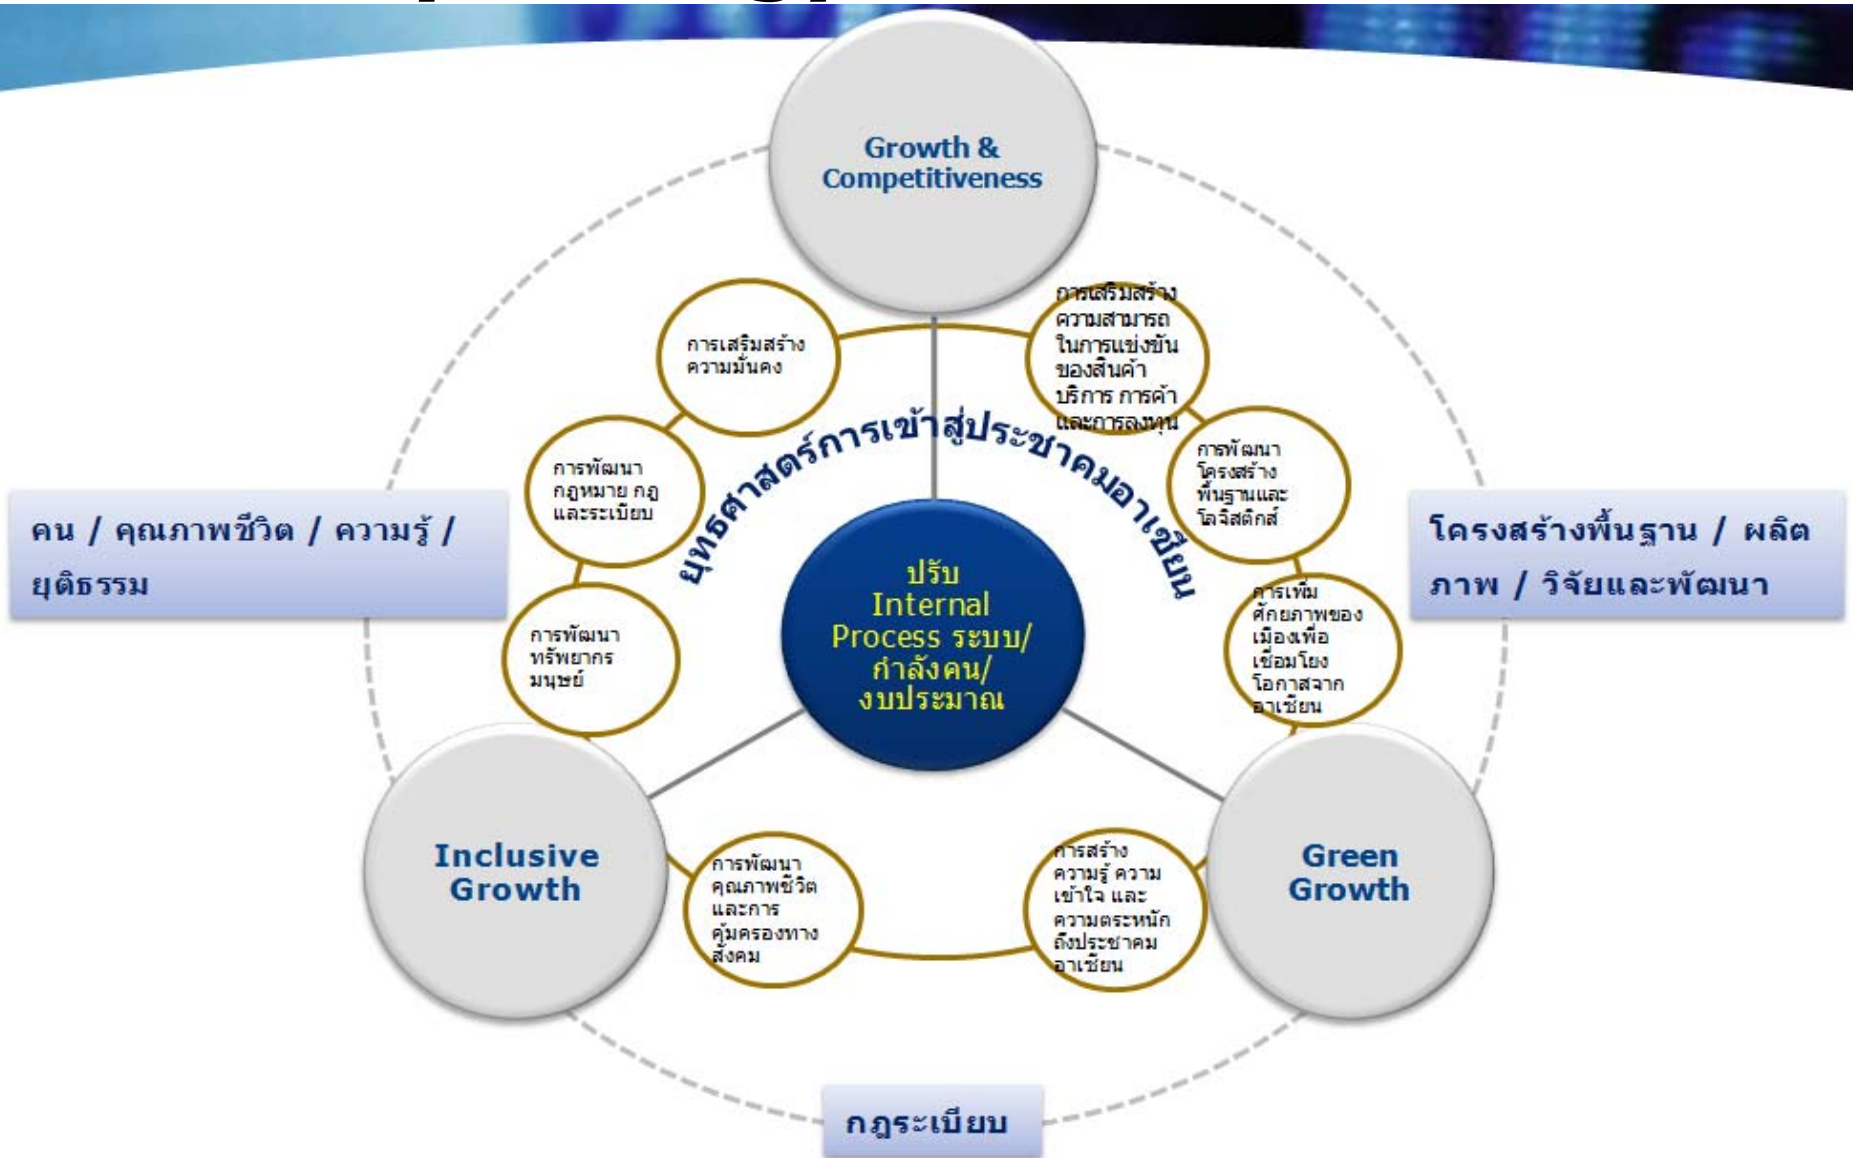 Growth &
Competitiveness
การเสริมสร้าง
ความมั่นคง
การเสริมสร้าง
ความสามารถ
ในการแข่งขัน
ของสินค้า
บริการ การค้า
และการลงทุน
การพัฒนา
กฎหมาย กฎ
และระเบียบ
ยุทธศาสตร์การเข้าสู่ประชาคมอาเซียน
การพัฒนา
โครงสร้าง
พื้นฐานและ
โลจิสติกส์
คน / คุณภาพชีวิต / ความรู้ /
ยุติธรรม
โครงสร้างพื้นฐาน / ผลิต
ภาพ / วิจัยและพัฒนา
ปรับ
Internal
Process ระบบ/
กำลังคน/
งบประมาณ
การพัฒนา
ทรัพยากร
มนุษย์
การเพิ่ม
ศักยภาพของ
เมืองเพื่อ
เชื่อมโยง
โอกาสจาก
อาเซียน
Inclusive
Growth
การพัฒนา
คุณภาพชีวิต
และการ
คุ้มครองทาง
สังคม
การสร้าง
ความรู้ ความ
เข้าใจ และ
ความตระหนัก
ถึงประชาคม
อาเซียน
Green
Growth
กฎระเบียบ